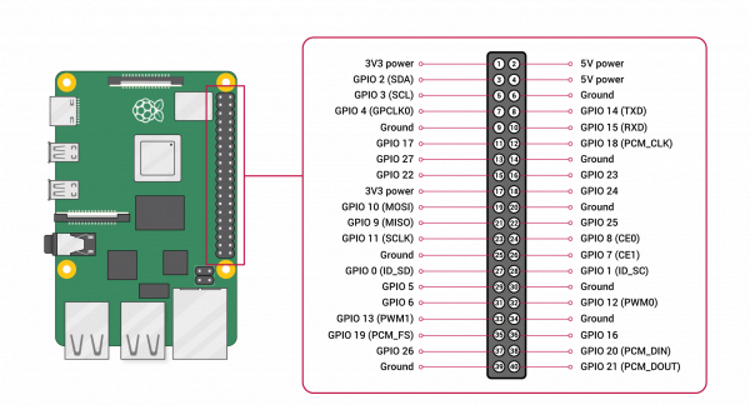 3V3 power 1 2 5V power
GPIO 2 (SDA) 3 4 5V power
GPIO 3 (SCL) 5 6 Ground
GPIO 4 (GPCLK0) 7 8 GPIO 14 (TXD)
Ground 9 10 GPIO 15 (RXD)
GPIO 17 11 12 GPIO 18 (PCM_CLK)
GPIO 27 13 14 Ground
GPIO 22 15 16 GPIO 23
3V3 power 17 18 GPIO 24
GPIO 10 (MOSI) 19 20 Ground
GPIO 9 (MISO) 21 22 GPIO 25
GPIO 11 (SCLK) 23 24 GPIO 8 (CE0)
Ground 25 26 GPIO 7 (CE1)
GPIO 0 (ID_SD) 27 28 GPIO 1 (ID_SC)
GPIO 5 29 30 Ground
GPIO 6 31 32 GPIO 12 (PWM0)
GPIO 13 (PWM1) 33 34 Ground
GPIO 19 (PCM_FS) 35 36 GPIO 16
GPIO 26 37 38 GPIO 20 (PCM_DIN)
Ground 39 40 GPIO 21 (PCM_DOUT)